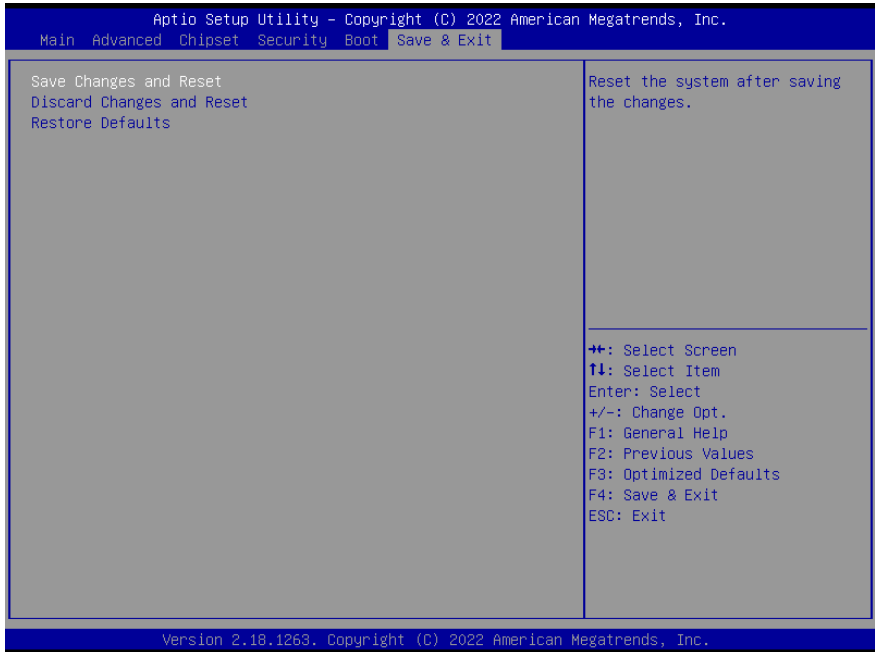 Aptio Setup Utility – Copyright (C) 2022 American Megatrends, Inc.
Main Advanced Chipset Security Boot Save & Exit
Save Changes and Reset
Discard Changes and Reset
Restore Defaults
Reset the system after saving
the changes.
→←: Select Screen
↑↓: Select Item
Enter: Select
+/-: Change Opt.
F1: General Help
F2: Previous Values
F3: Optimized Defaults
F4: Save & Exit
ESC: Exit
Version 2.18.1263. Copyright (C) 2022 American Megatrends, Inc.